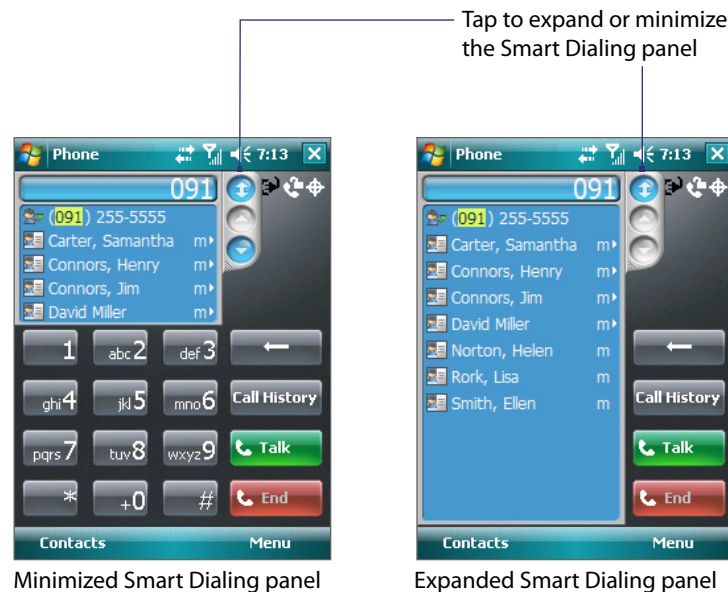 Tap to expand or minimize
the Smart Dialing panel
Phone 7:13
091
(091) 255-5555
Carter, Samantha m
Connors, Henry m
Connors, Jim m
David Miller m
1 abc2 def3
ghi4 jkl5 mno6 Call History
pqrs7 tuv8 wxyz9 Talk
* +0 # End
Contacts Menu
Minimized Smart Dialing panel
Phone 7:13
091
(091) 255-5555
Carter, Samantha m
Connors, Henry m
Connors, Jim m
David Miller m
Norton, Helen m
Rork, Lisa m
Smith, Ellen m
Call History
Talk
End
Contacts Menu
Expanded Smart Dialing panel